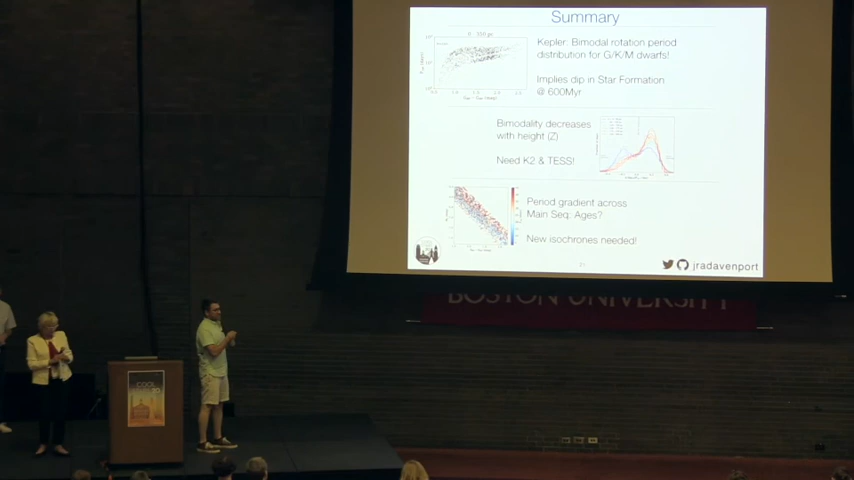 Summary
Kepler: Bimodal rotation period
distribution for G/K/M dwarfs!
Implies dip in Star Formation
@ 600Myr
Bimodality decreases
with height (Z)
Need K2 & TESS!
Period gradient across
Main Seq: Ages?
New isochrones needed!
jradavenport
BOSTON UNIVERSITY
COOL